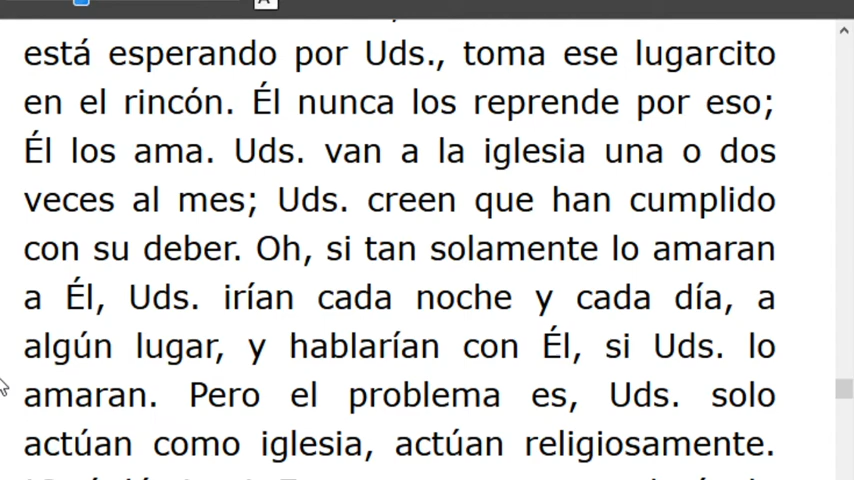 está esperando por Uds., toma ese lugarcito
en el rincón. Él nunca los reprende por eso;
Él los ama. Uds. van a la iglesia una o dos
veces al mes; Uds. creen que han cumplido
con su deber. Oh, si tan solamente lo amaran
a Él, Uds. irían cada noche y cada día, a
algún lugar, y hablarían con Él, si Uds. lo
amaran. Pero el problema es, Uds. solo
actúan como iglesia, actúan religiosamente.